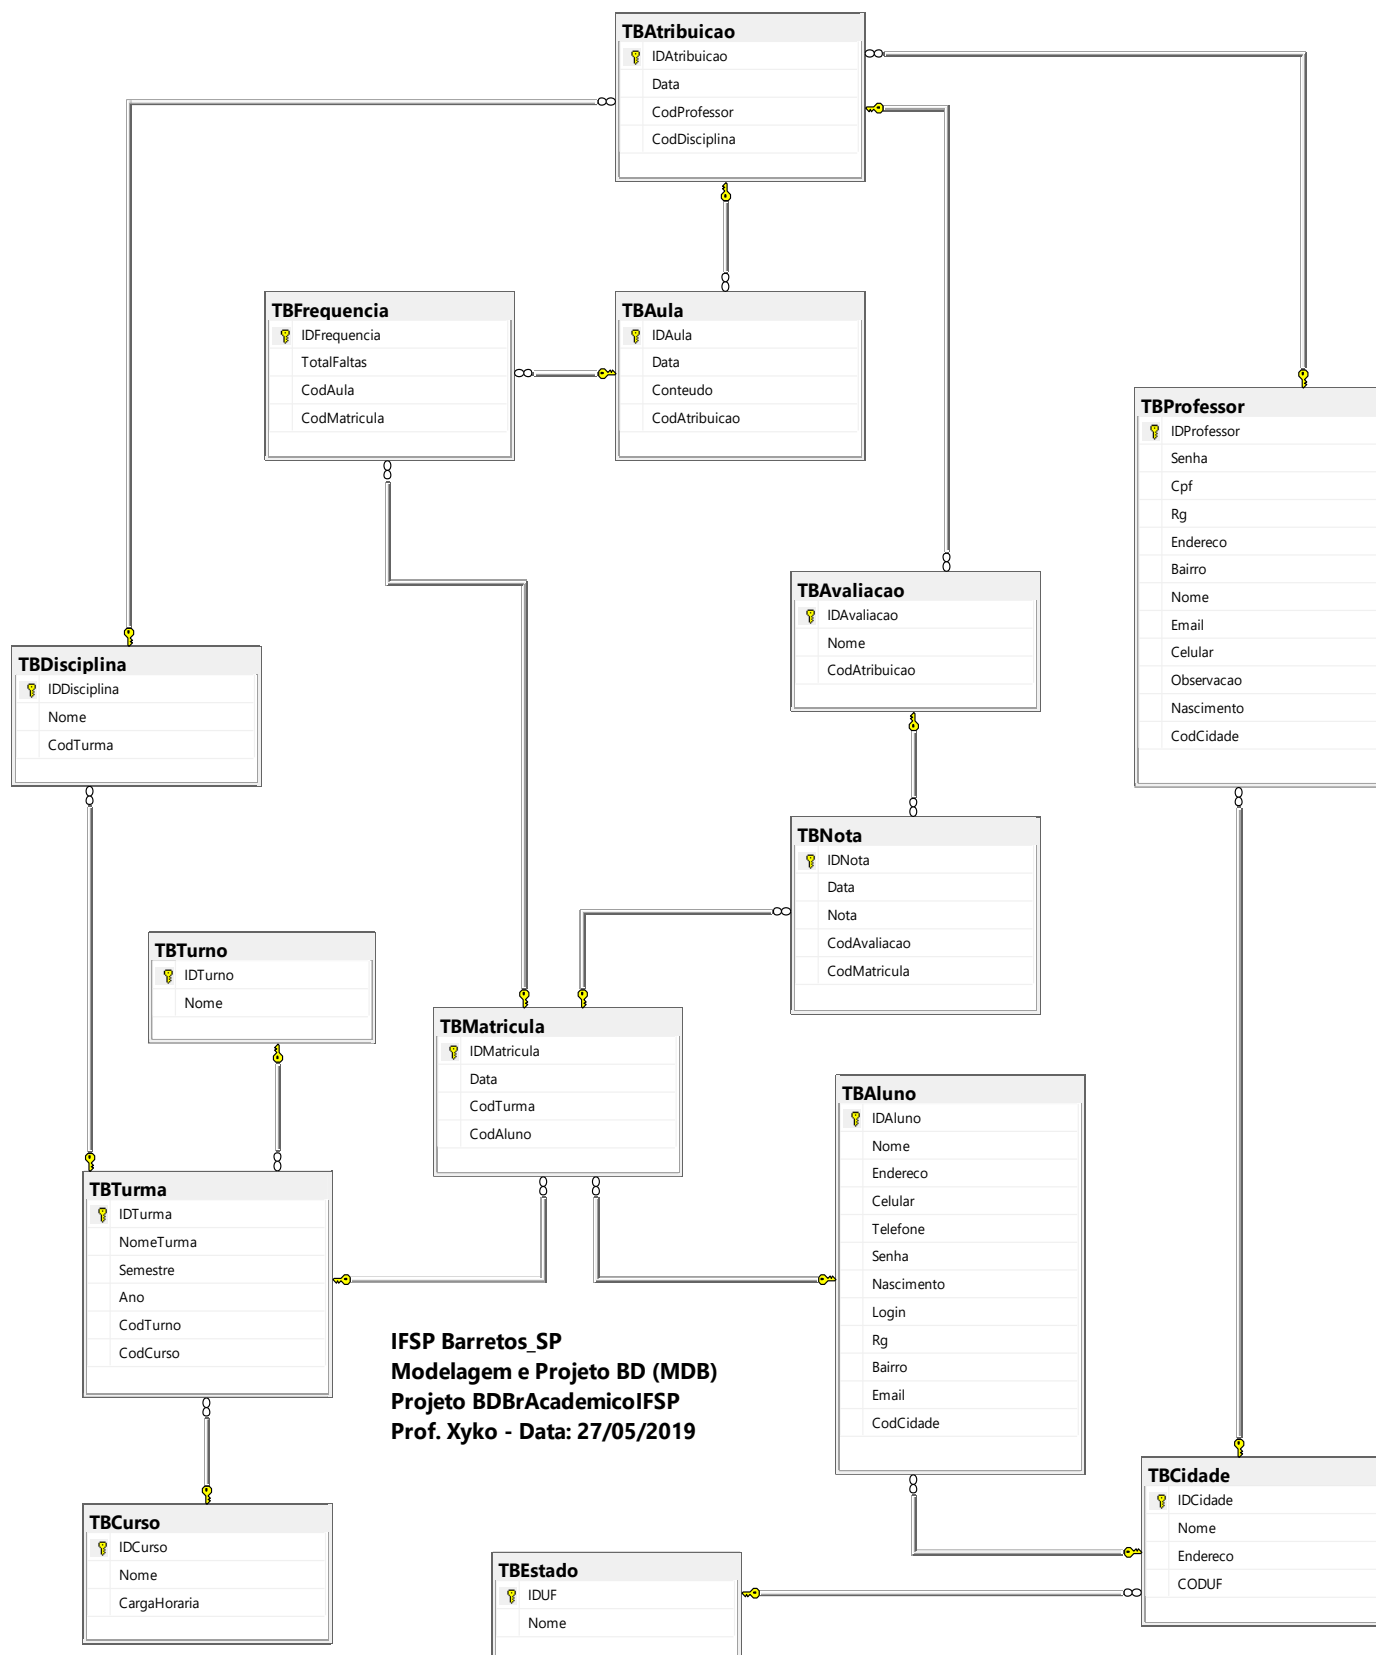 TBAtribuicao
IDAtribuicao
Data
CodProfessor
CodDisciplina
TBFrequencia
IDFrequencia
TotalFaltas
CodAula
CodMatricula
TBAula
IDAula
Data
Conteudo
CodAtribuicao
TBProfessor
IDProfessor
Senha
Cpf
Rg
Endereco
Bairro
Nome
Email
Celular
Observacao
Nascimento
CodCidade
TBAvaliacao
IDAvaliacao
Nome
CodAtribuicao
TBDisciplina
IDDisciplina
Nome
CodTurma
TBNota
IDNota
Data
Nota
CodAvaliacao
CodMatricula
TBTurno
IDTurno
Nome
TBMatricula
IDMatricula
Data
CodTurma
CodAluno
TBAluno
IDAluno
Nome
Endereco
Celular
Telefone
Senha
Nascimento
Login
Rg
Bairro
Email
CodCidade
TBTurma
IDTurma
NomeTurma
Semestre
Ano
CodTurno
CodCurso
IFSP Barretos_SP
Modelagem e Projeto BD (MDB)
Projeto BDBrAcademicoIFSP
Prof. Xyko - Data: 27/05/2019
TBCidade
IDCidade
Nome
Endereco
CODUF
TBCurso
IDCurso
Nome
CargaHoraria
TBEstado
IDUF
Nome